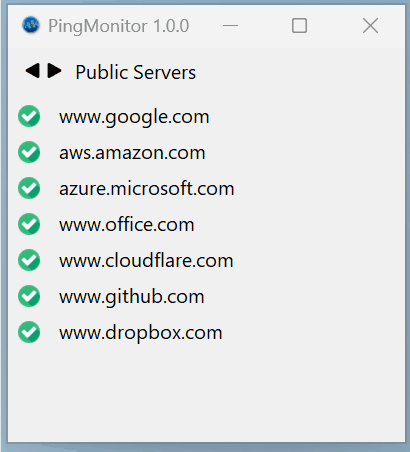 PingMonitor 1.0.0
Public Servers
www.google.com
aws.amazon.com
azure.microsoft.com
www.office.com
www.cloudflare.com
www.github.com
www.dropbox.com